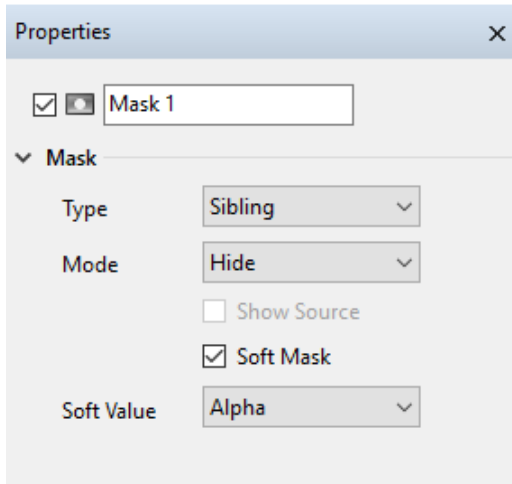 Properties
Mask 1
Mask
Type Sibling
Mode Hide
Show Source
Soft Mask
Soft Value Alpha